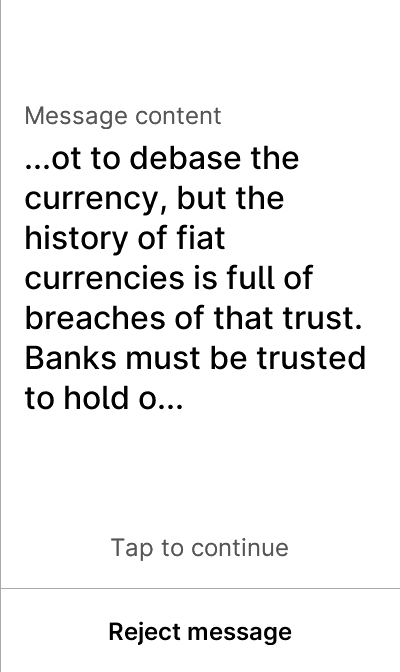 Message content
...ot to debase the
currency, but the
history of fiat
currencies is full of
breaches of that trust.
Banks must be trusted
to hold o...
Tap to continue
Reject message